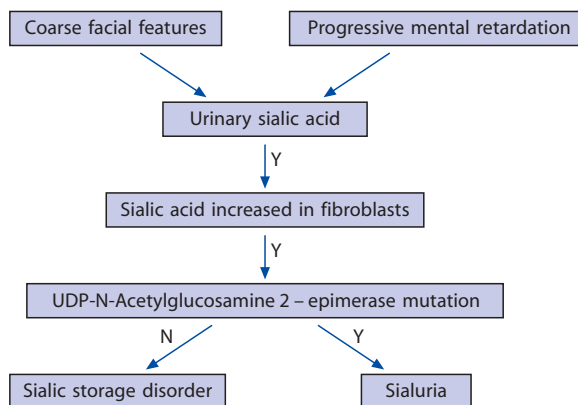 Coarse facial features
Progressive mental retardation
Urinary sialic acid
Y
Sialic acid increased in fibroblasts
Y
UDP-N-Acetylglucosamine 2 – epimerase mutation
N
Y
Sialic storage disorder
Sialuria